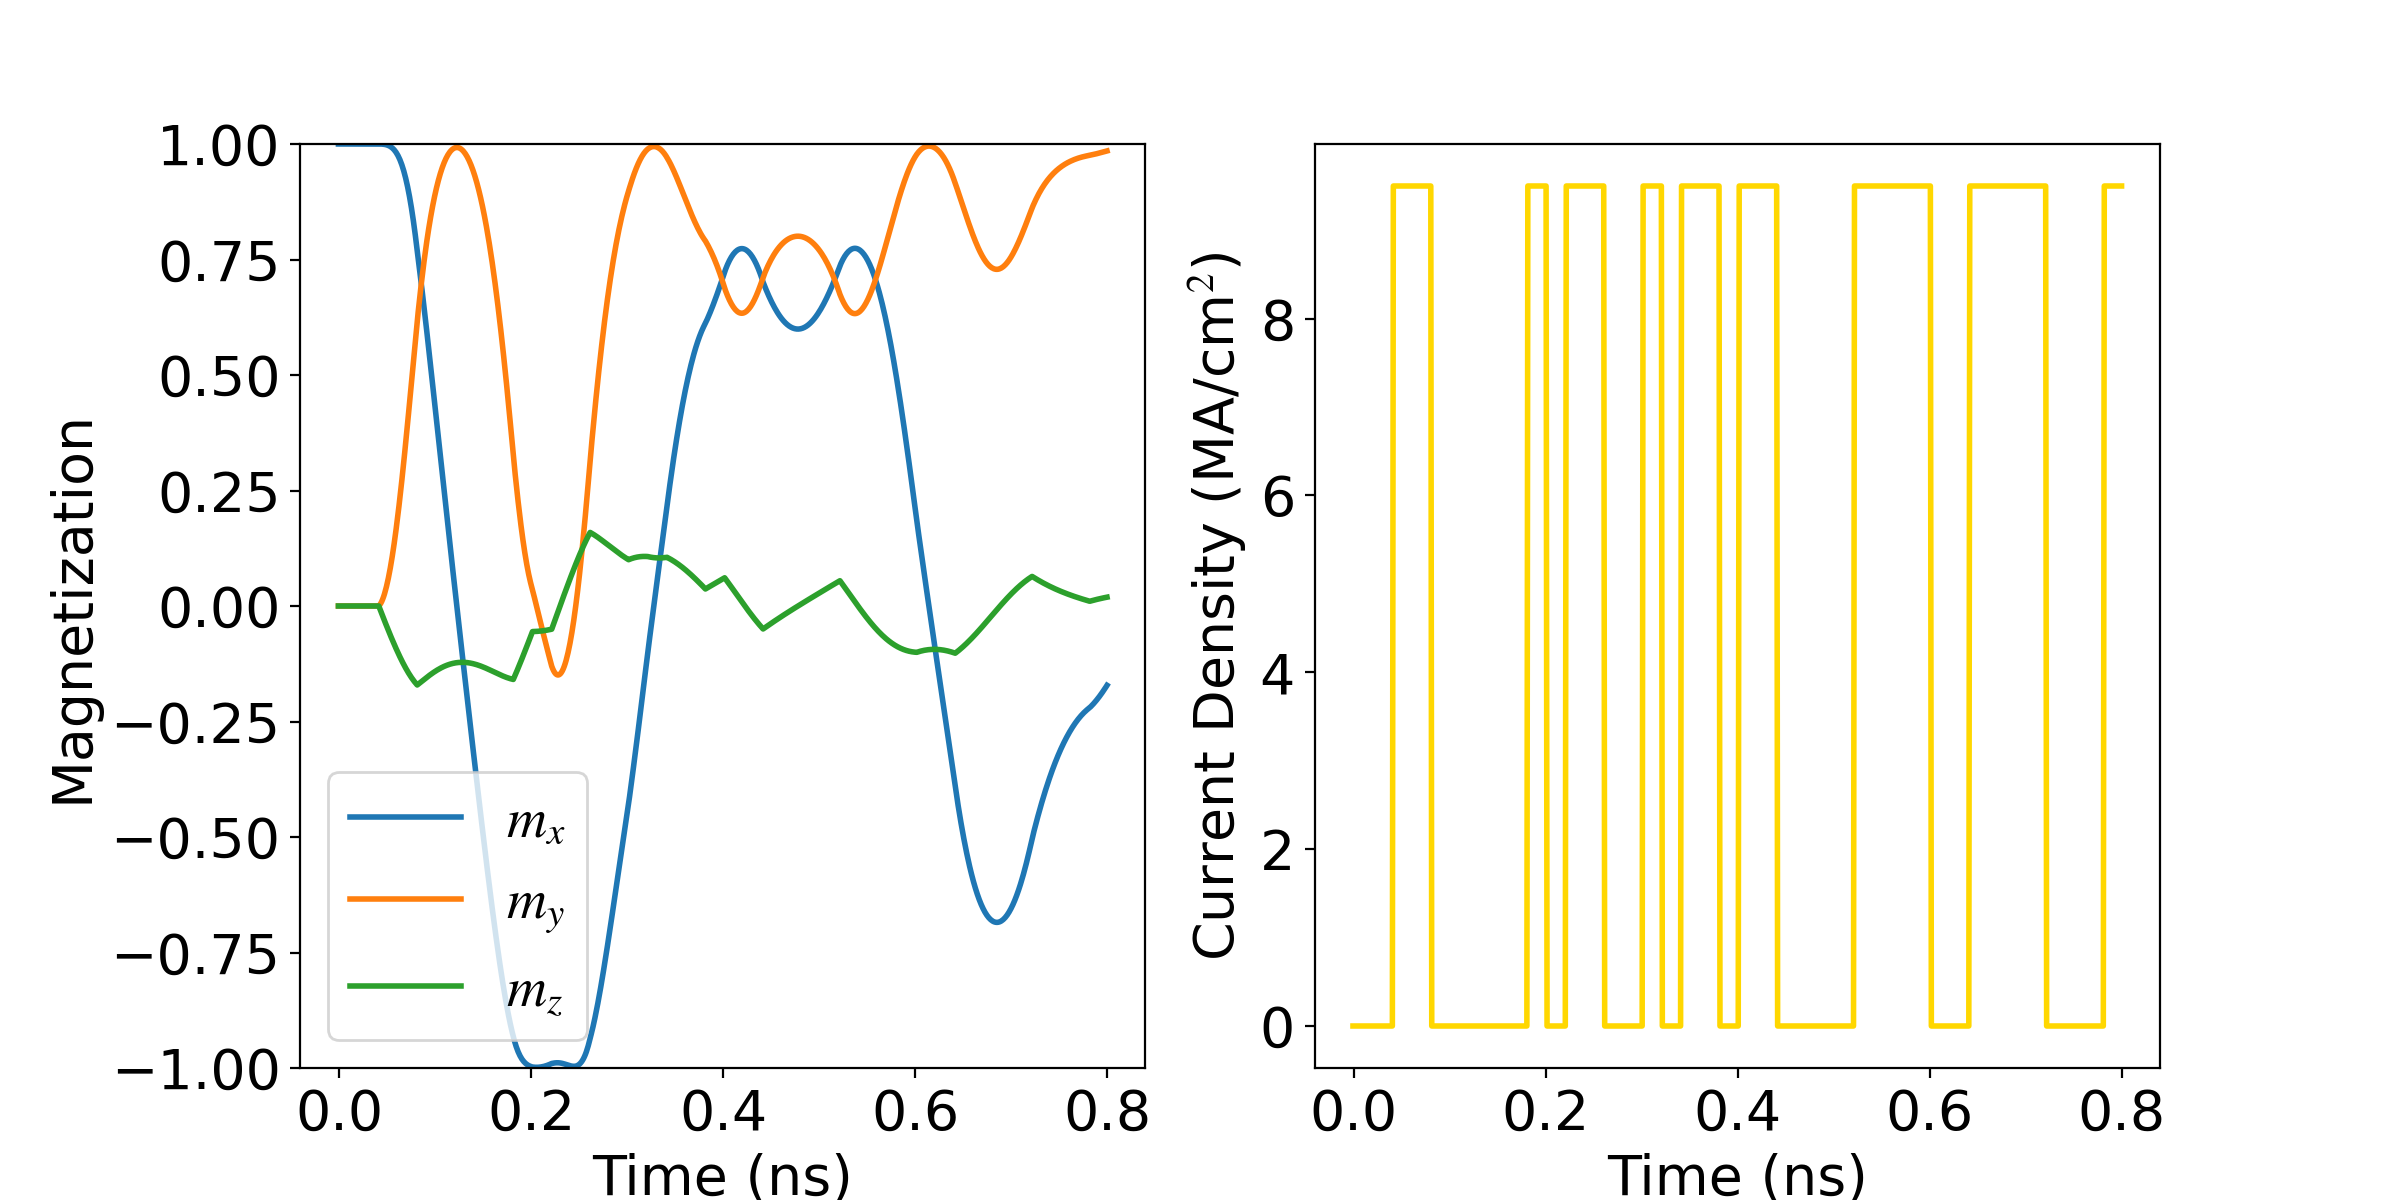 Magnetization
1.00
0.75
0.50
0.25
0.00
−0.25
−0.50
−0.75
−1.00
m_x
m_y
m_z
0.0 0.2 0.4 0.6 0.8
Time (ns)
Current Density (MA/cm²)
8
6
4
2
0
0.0 0.2 0.4 0.6 0.8
Time (ns)